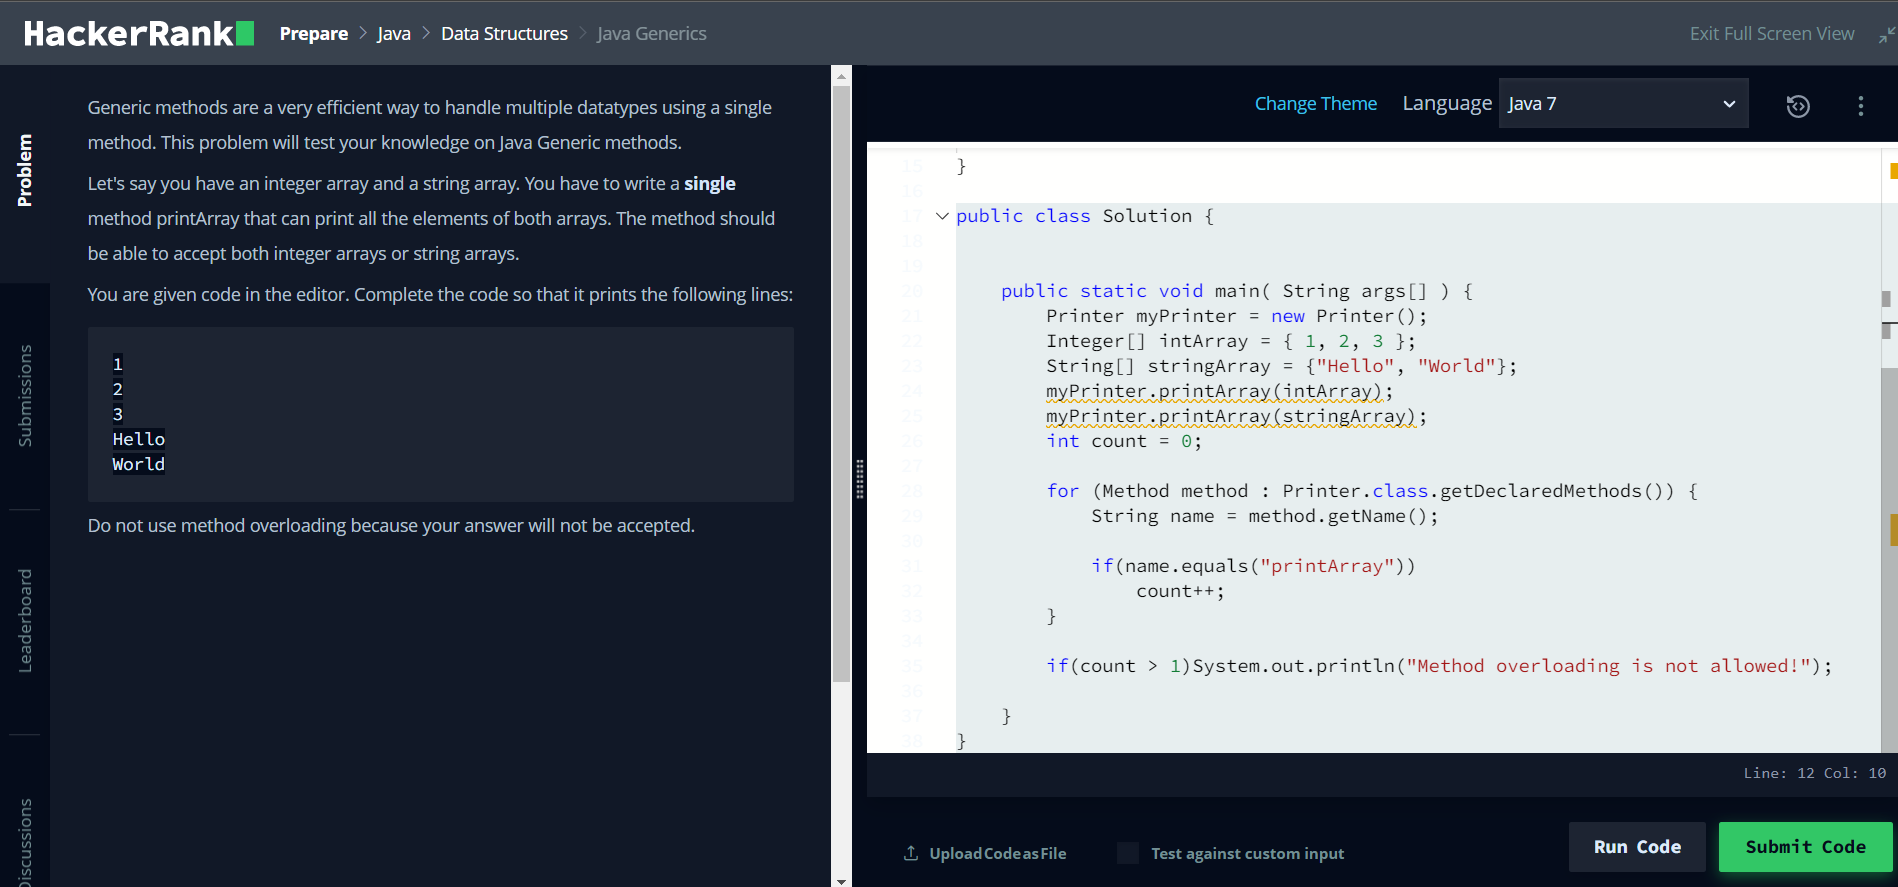 HackerRank
Prepare > Java > Data Structures > Java Generics
Exit Full Screen View
Problem
Submissions
Leaderboard
Discussions
Generic methods are a very efficient way to handle multiple datatypes using a single
method. This problem will test your knowledge on Java Generic methods.
Let's say you have an integer array and a string array. You have to write a single
method printArray that can print all the elements of both arrays. The method should
be able to accept both integer arrays or string arrays.
You are given code in the editor. Complete the code so that it prints the following lines:
1
2
3
Hello
World
Do not use method overloading because your answer will not be accepted.
Change Theme Language Java 7
15 }
16
17 public class Solution {
18
19
20 public static void main( String args[] ) {
21 Printer myPrinter = new Printer();
22 Integer[] intArray = { 1, 2, 3 };
23 String[] stringArray = {"Hello", "World"};
24 myPrinter.printArray(intArray);
25 myPrinter.printArray(stringArray);
26 int count = 0;
27
28 for (Method method : Printer.class.getDeclaredMethods()) {
29 String name = method.getName();
30
31 if(name.equals("printArray"))
32 count++;
33 }
34
35 if(count > 1)System.out.println("Method overloading is not allowed!");
36
37 }
38 }
Line: 12 Col: 10
Upload Code as File
Test against custom input
Run Code
Submit Code